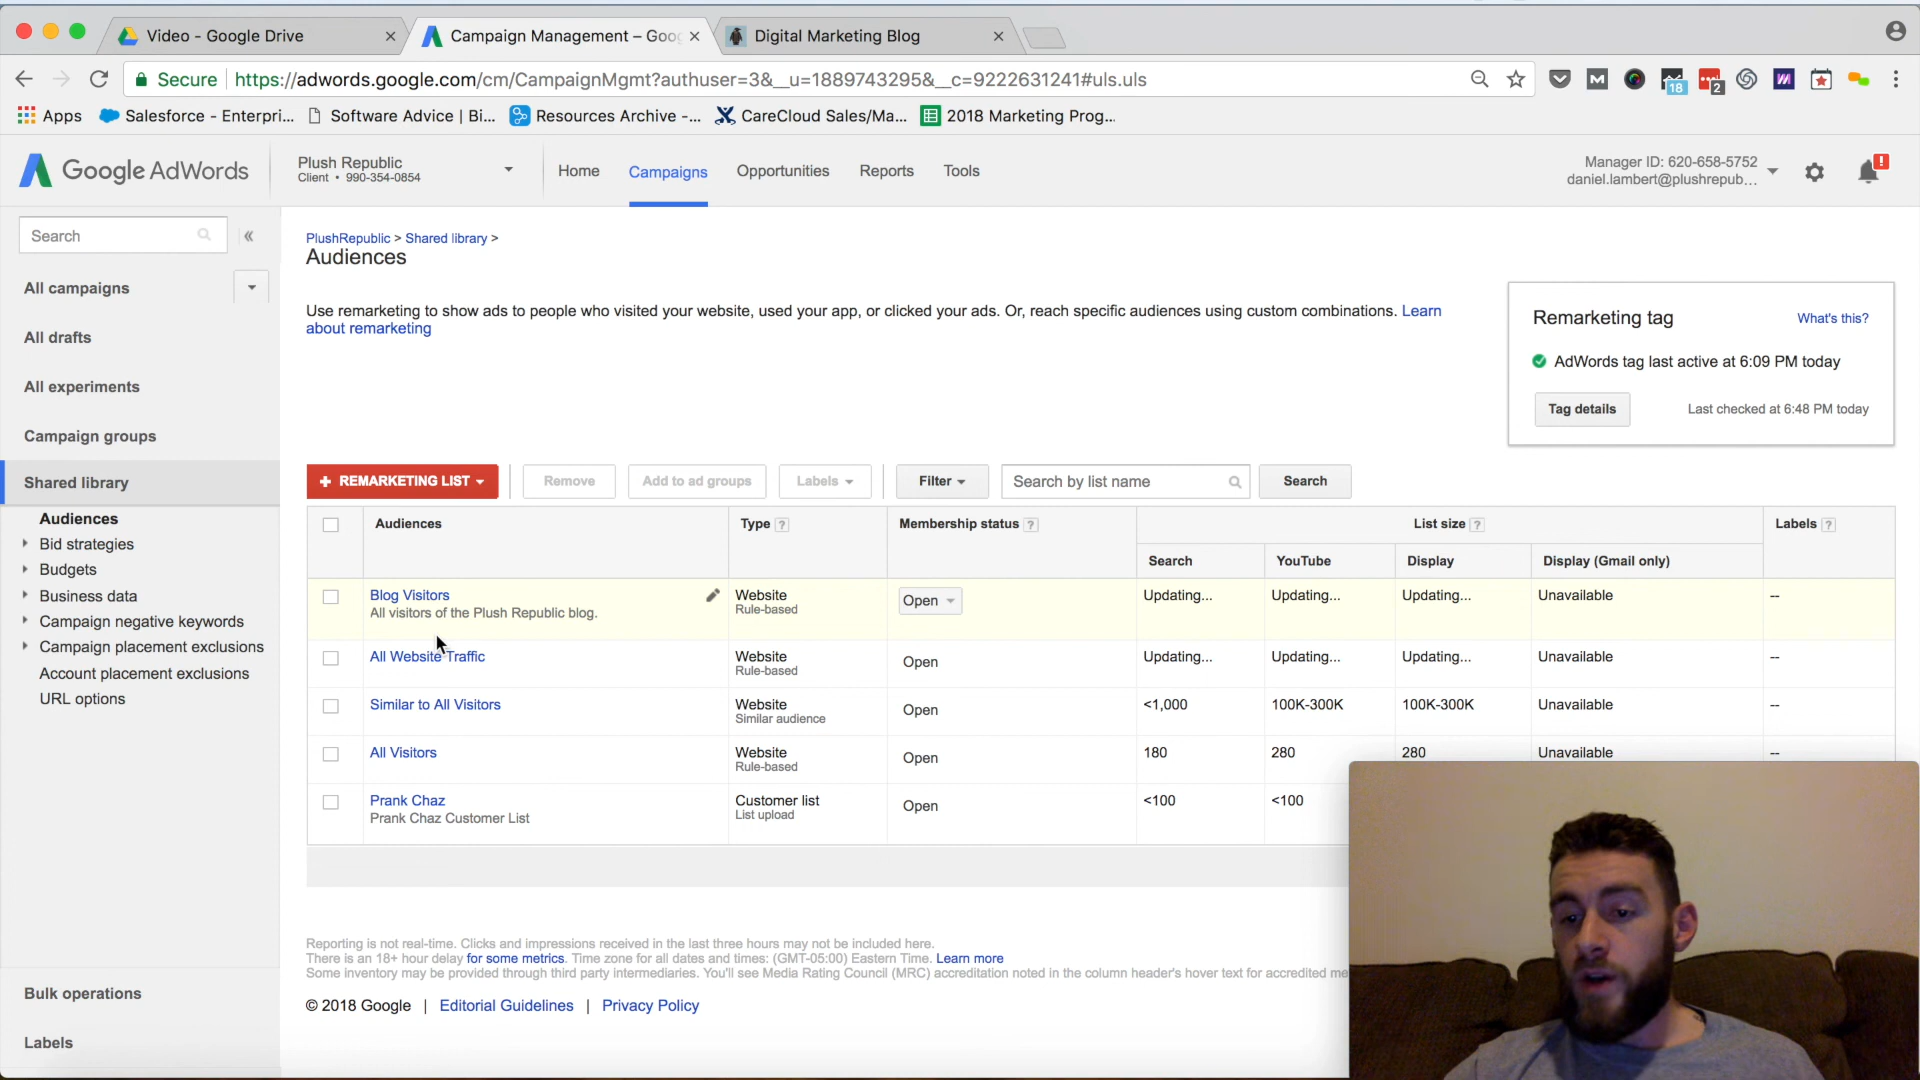 Video - Google Drive
Campaign Management – Goo
Digital Marketing Blog
Secure
https://adwords.google.com/cm/CampaignMgmt?authuser=3&__u=1889743295&__c=9222631241#uls.uls
18
2
Apps
Salesforce - Enterpri...
Software Advice | Bi...
Resources Archive -...
CareCloud Sales/Ma...
2018 Marketing Prog...
Google AdWords
Plush Republic
Client • 990-354-0854
Home
Campaigns
Opportunities
Reports
Tools
Manager ID: 620-658-5752
daniel.lambert@plushrepub...
!
Search
«
All campaigns
All drafts
All experiments
Campaign groups
Shared library
Audiences
Bid strategies
Budgets
Business data
Campaign negative keywords
Campaign placement exclusions
Account placement exclusions
URL options
Bulk operations
Labels
PlushRepublic > Shared library >
Audiences
Use remarketing to show ads to people who visited your website, used your app, or clicked your ads. Or, reach specific audiences using custom combinations. Learn
about remarketing
Remarketing tag
What's this?
AdWords tag last active at 6:09 PM today
Tag details
Last checked at 6:48 PM today
+ REMARKETING LIST
Remove
Add to ad groups
Labels
Filter
Search by list name
Search
Audiences
Type ?
Membership status ?
List size ?
Labels ?
Search
YouTube
Display
Display (Gmail only)
Blog Visitors
All visitors of the Plush Republic blog.
Website
Rule-based
Open
Updating...
Updating...
Updating...
Unavailable
--
All Website Traffic
Website
Rule-based
Open
Updating...
Updating...
Updating...
Unavailable
--
Similar to All Visitors
Website
Similar audience
Open
<1,000
100K-300K
100K-300K
Unavailable
--
All Visitors
Website
Rule-based
Open
180
280
280
Unavailable
--
Prank Chaz
Prank Chaz Customer List
Customer list
List upload
Open
<100
<100
Reporting is not real-time. Clicks and impressions received in the last three hours may not be included here.
There is an 18+ hour delay for some metrics. Time zone for all dates and times: (GMT-05:00) Eastern Time. Learn more
Some inventory may be provided through third party intermediaries. You'll see Media Rating Council (MRC) accreditation noted in the column header's hover text for accredited me
© 2018 Google | Editorial Guidelines | Privacy Policy